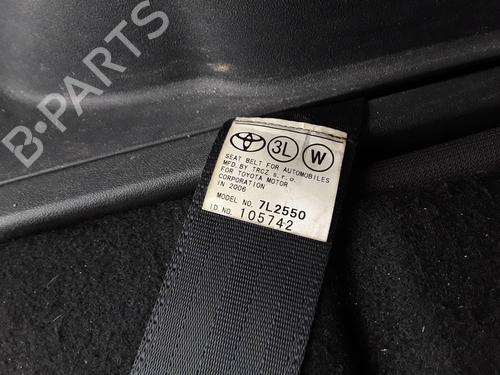 B-PARTS
3L W
SEAT BELT FOR AUTOMOBILES
MFD. BY TRCZ s.r.o.
FOR TOYOTA MOTOR
CORPORATION
IN 2006
MODEL NO. 7L2550
ID. NO. 105742